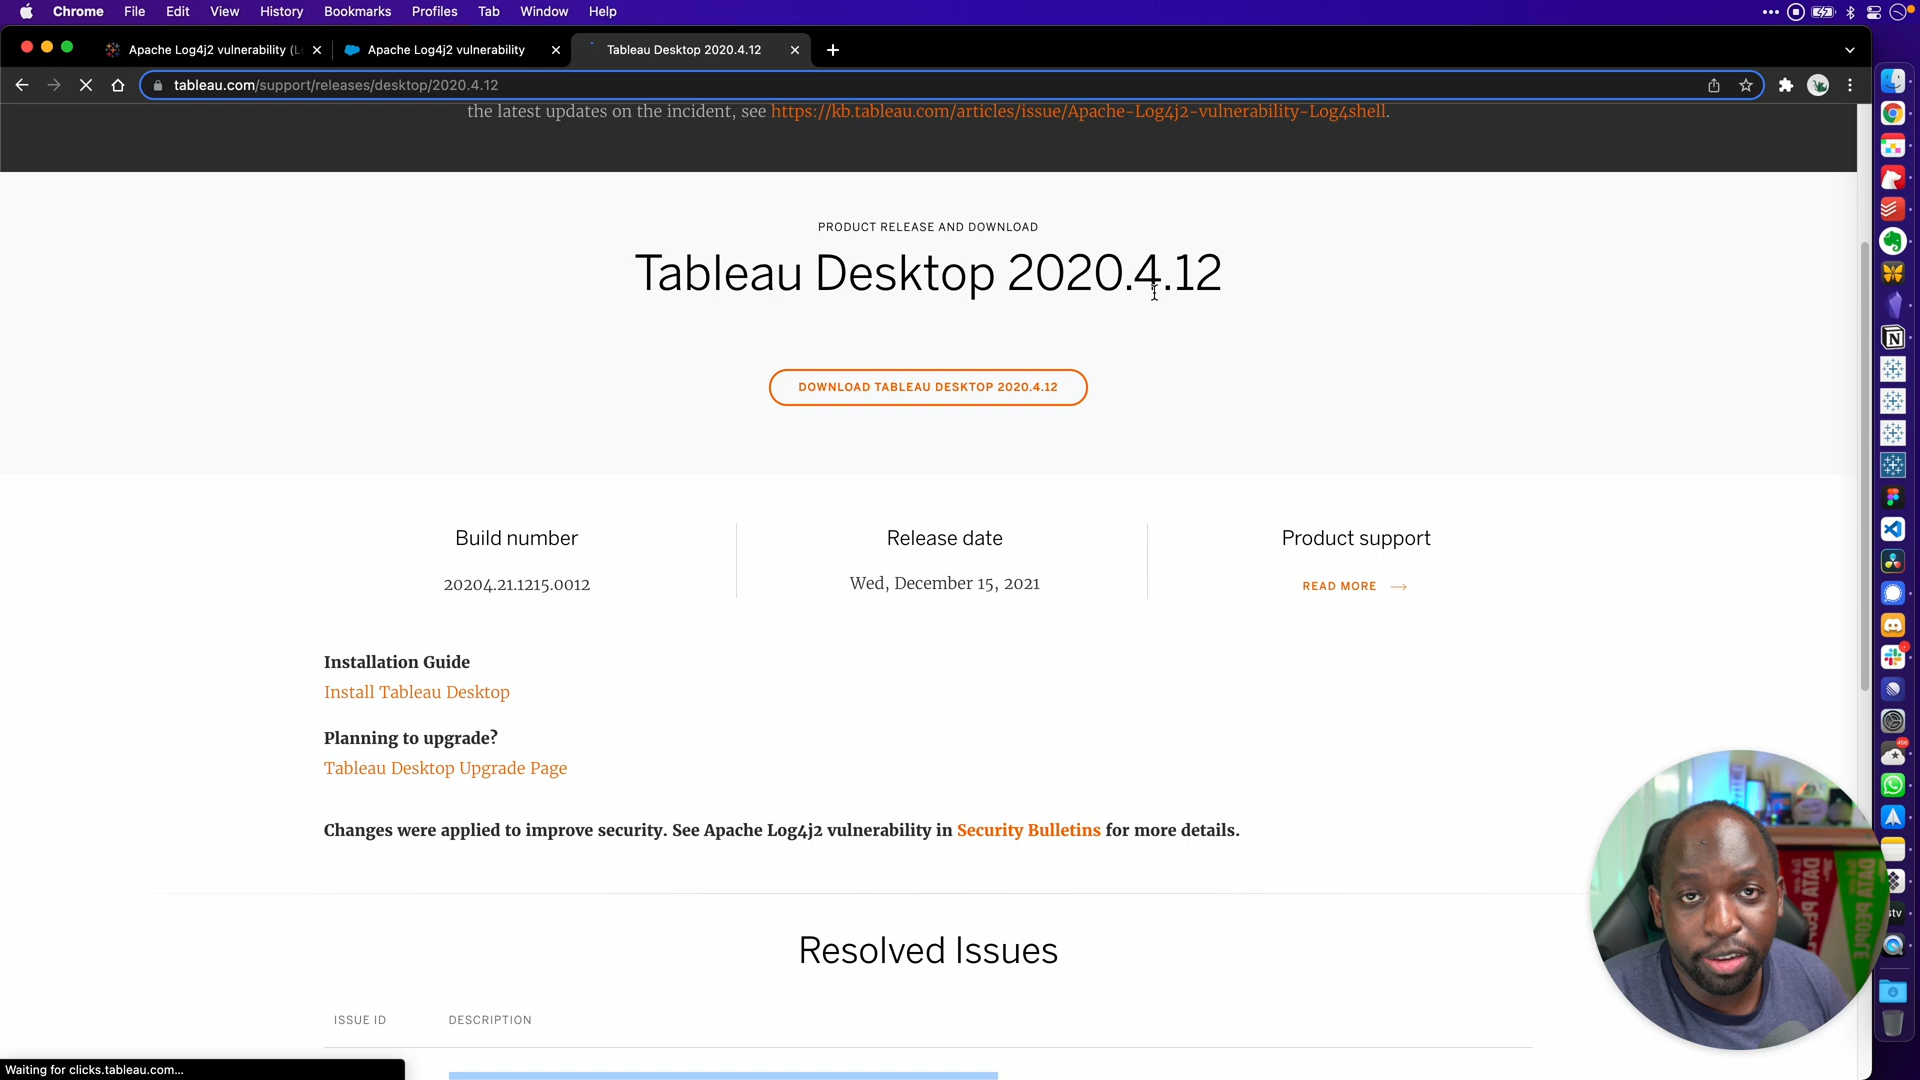 Chrome File Edit View History Bookmarks Profiles Tab Window Help
Apache Log4j2 vulnerability (L
Apache Log4j2 vulnerability
Tableau Desktop 2020.4.12
tableau.com/support/releases/desktop/2020.4.12
the latest updates on the incident, see https://kb.tableau.com/articles/issue/Apache-Log4j2-vulnerability-Log4shell.
PRODUCT RELEASE AND DOWNLOAD
Tableau Desktop 2020.4.12
DOWNLOAD TABLEAU DESKTOP 2020.4.12
Build number
20204.21.1215.0012
Release date
Wed, December 15, 2021
Product support
READ MORE
Installation Guide
Install Tableau Desktop
Planning to upgrade?
Tableau Desktop Upgrade Page
Changes were applied to improve security. See Apache Log4j2 vulnerability in Security Bulletins for more details.
Resolved Issues
ISSUE ID DESCRIPTION
DATA PEOPLE
Waiting for clicks.tableau.com...